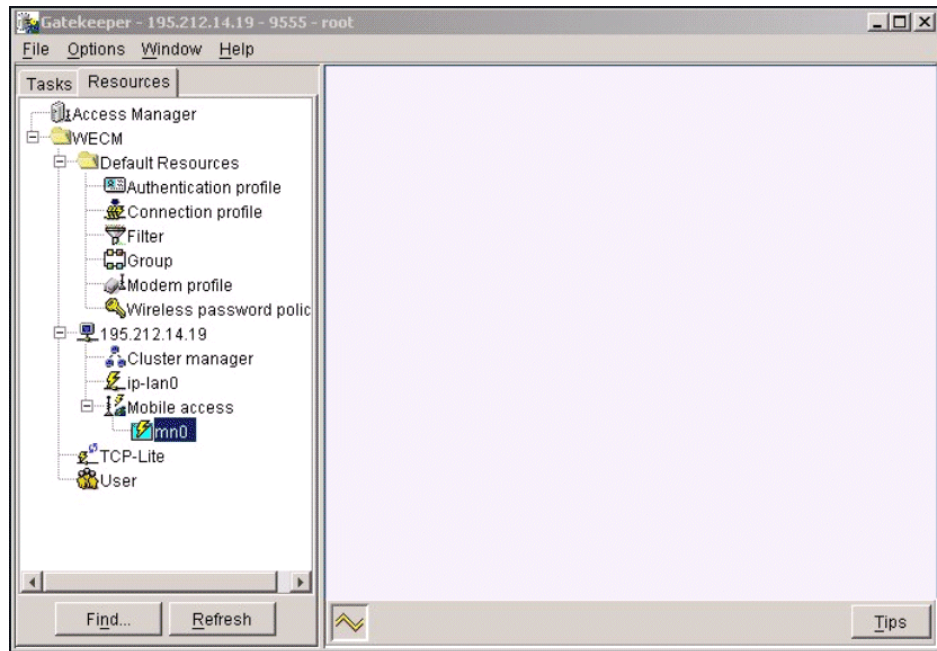 Gatekeeper - 195.212.14.19 - 9555 - root
File Options Window Help
Tasks Resources
Access Manager
WECM
Default Resources
Authentication profile
Connection profile
Filter
Group
Modem profile
Wireless password polic
195.212.14.19
Cluster manager
ip-lan0
Mobile access
mn0
TCP-Lite
User
Find... Refresh
Tips